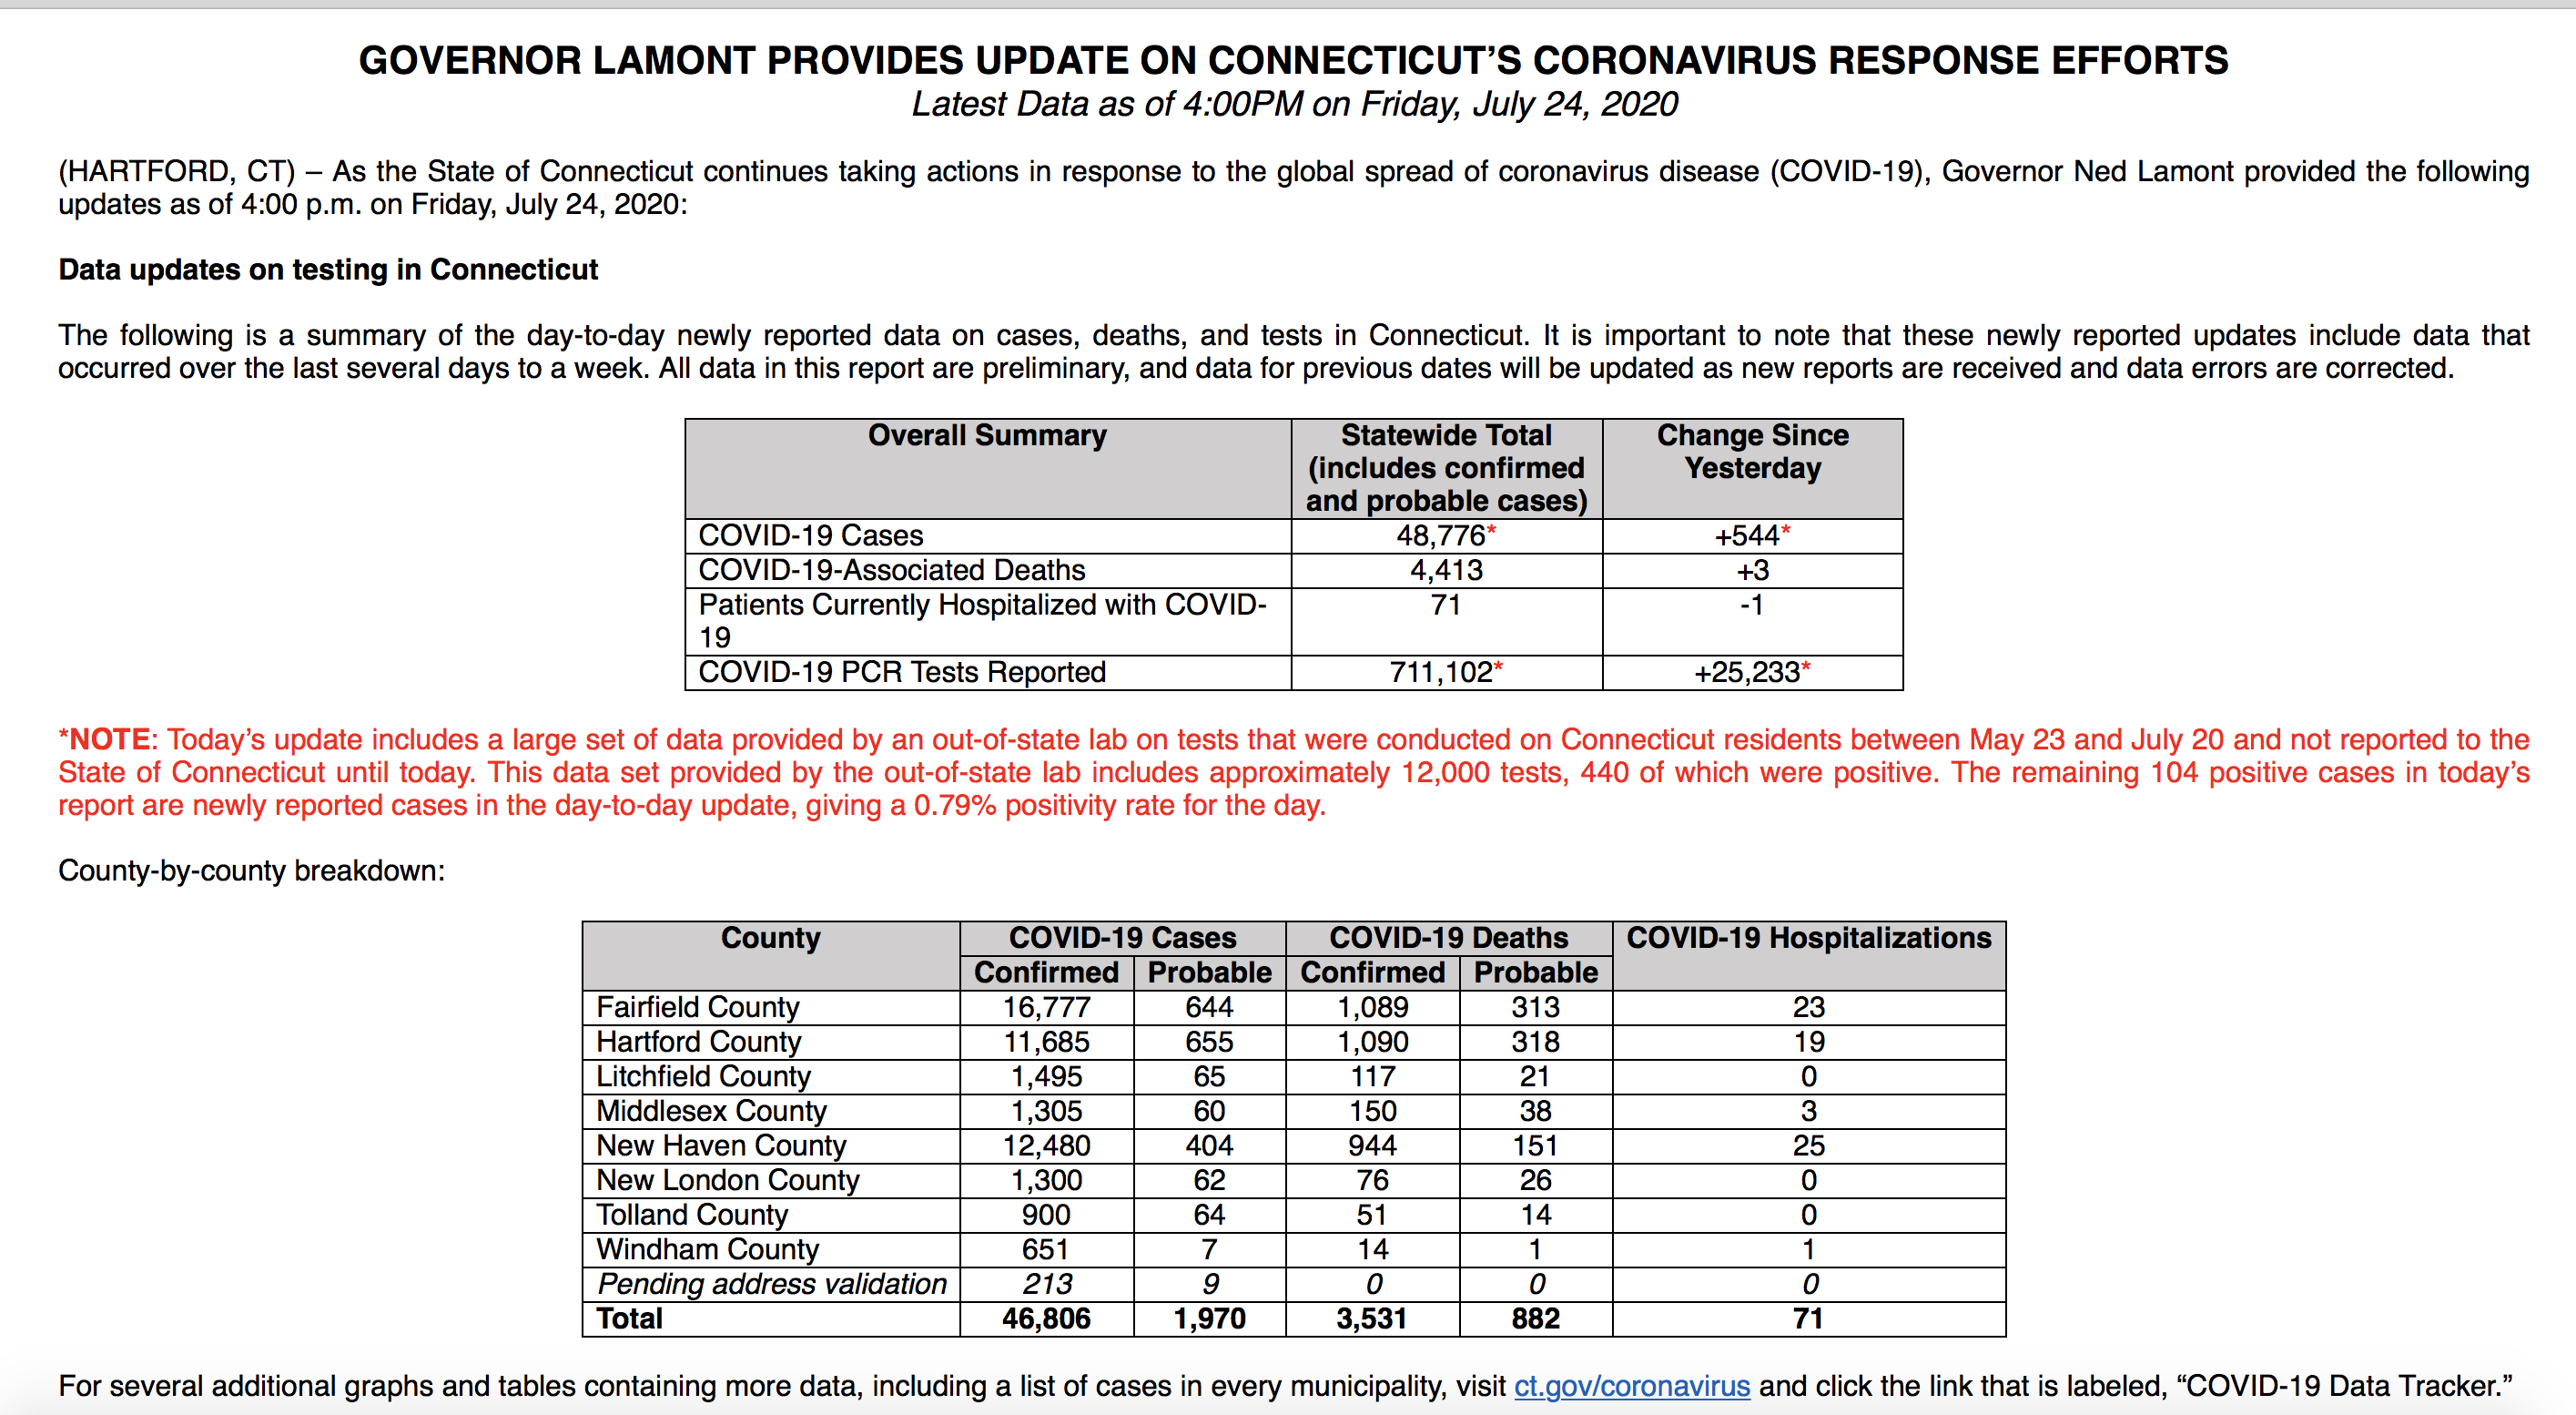 GOVERNOR LAMONT PROVIDES UPDATE ON CONNECTICUT’S CORONAVIRUS RESPONSE EFFORTS
Latest Data as of 4:00PM on Friday, July 24, 2020
(HARTFORD, CT) – As the State of Connecticut continues taking actions in response to the global spread of coronavirus disease (COVID-19), Governor Ned Lamont provided the following
updates as of 4:00 p.m. on Friday, July 24, 2020:
Data updates on testing in Connecticut
The following is a summary of the day-to-day newly reported data on cases, deaths, and tests in Connecticut. It is important to note that these newly reported updates include data that
occurred over the last several days to a week. All data in this report are preliminary, and data for previous dates will be updated as new reports are received and data errors are corrected.
Overall Summary Statewide Total Change Since
(includes confirmed Yesterday
and probable cases)
COVID-19 Cases 48,776* +544*
COVID-19-Associated Deaths 4,413 +3
Patients Currently Hospitalized with COVID- 71 -1
19
COVID-19 PCR Tests Reported 711,102* +25,233*
*NOTE: Today’s update includes a large set of data provided by an out-of-state lab on tests that were conducted on Connecticut residents between May 23 and July 20 and not reported to the
State of Connecticut until today. This data set provided by the out-of-state lab includes approximately 12,000 tests, 440 of which were positive. The remaining 104 positive cases in today’s
report are newly reported cases in the day-to-day update, giving a 0.79% positivity rate for the day.
County-by-county breakdown:
County COVID-19 Cases COVID-19 Deaths COVID-19 Hospitalizations
Confirmed Probable Confirmed Probable
Fairfield County 16,777 644 1,089 313 23
Hartford County 11,685 655 1,090 318 19
Litchfield County 1,495 65 117 21 0
Middlesex County 1,305 60 150 38 3
New Haven County 12,480 404 944 151 25
New London County 1,300 62 76 26 0
Tolland County 900 64 51 14 0
Windham County 651 7 14 1 1
Pending address validation 213 9 0 0 0
Total 46,806 1,970 3,531 882 71
For several additional graphs and tables containing more data, including a list of cases in every municipality, visit ct.gov/coronavirus and click the link that is labeled, “COVID-19 Data Tracker.”